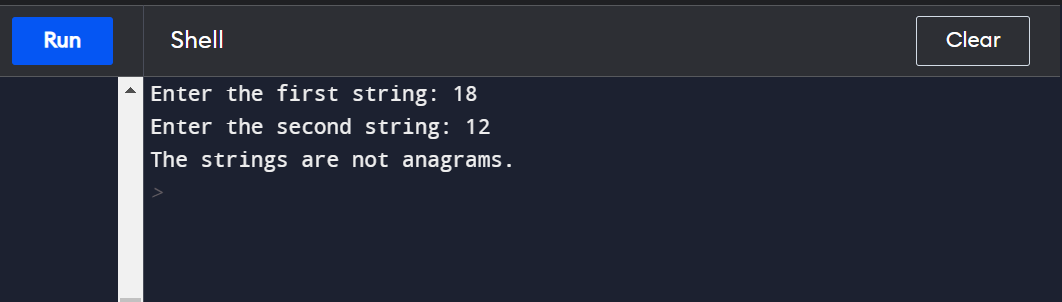 Run
Shell
Clear
Enter the first string: 18
Enter the second string: 12
The strings are not anagrams.
>